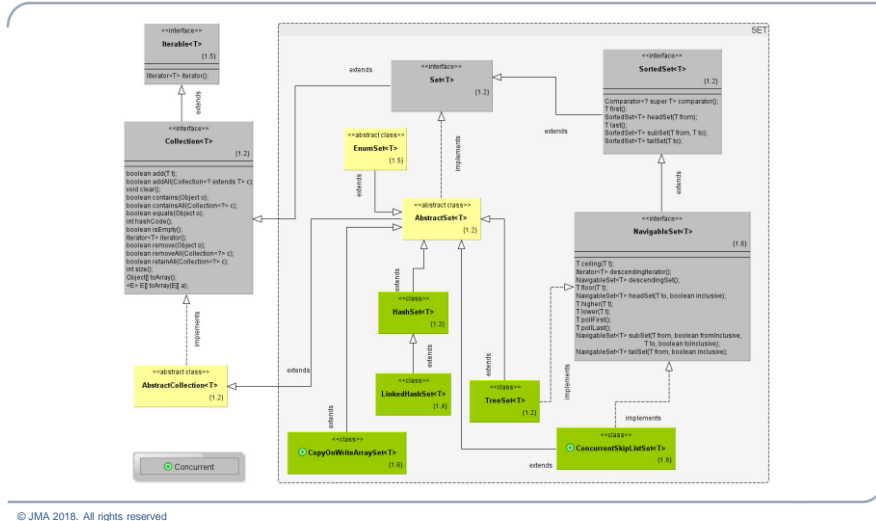 SET
<<interface>>
Iterable<T>
{1.5}
Iterator<T> iterator();
extends
<<interface>>
Collection<T>
{1.2}
boolean add(T t);
boolean addAll(Collection<? extends T> c);
void clear();
boolean contains(Object o);
boolean containsAll(Collection<?> c);
boolean equals(Object o);
int hashCode();
boolean isEmpty();
Iterator<T> iterator();
boolean remove(Object o);
boolean removeAll(Collection<?> c);
boolean retainAll(Collection<?> c);
int size();
Object[] toArray();
<E> E[] toArray(E[] a);
implements
<<abstract class>>
AbstractCollection<T>
{1.2}
extends
<<interface>>
Set<T>
{1.2}
extends
<<interface>>
SortedSet<T>
{1.2}
Comparator<? super T> comparator();
T first();
SortedSet<T> headSet(T from);
T last();
SortedSet<T> subSet(T from, T to);
SortedSet<T> tailSet(T to);
extends
<<abstract class>>
EnumSet<T>
{1.5}
extends
implements
<<abstract class>>
AbstractSet<T>
{1.2}
extends
<<interface>>
NavigableSet<T>
{1.6}
T ceiling(T t);
Iterator<T> descendingIterator();
NavigableSet<T> descendingSet();
T floor(T t);
NavigableSet<T> headSet(T to, boolean inclusive);
T higher(T t);
T lower(T t);
T pollFirst();
T pollLast();
NavigableSet<T> subSet(T from, boolean fromInclusive,
T to, boolean toInclusive);
NavigableSet<T> tailSet(T from, boolean inclusive);
extends
<<class>>
HashSet<T>
{1.2}
extends
<<class>>
LinkedHashSet<T>
{1.4}
extends
<<class>>
TreeSet<T>
{1.2}
extends
implements
implements
extends
<<class>>
CopyOnWriteArraySet<T>
{1.6}
extends
<<class>>
ConcurrentSkipListSet<T>
{1.6}
Concurrent
© JMA 2018. All rights reserved